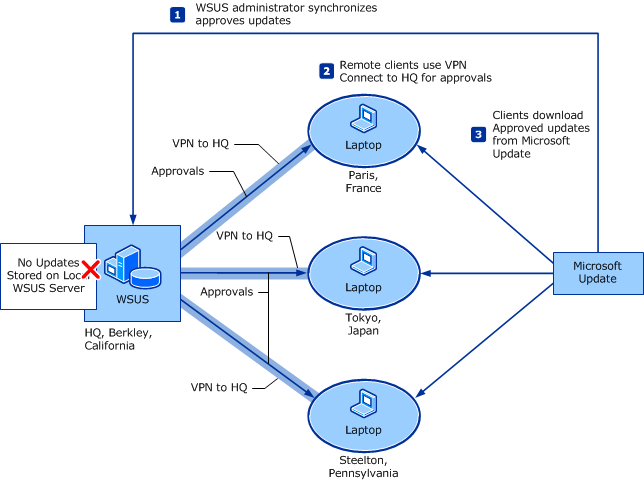 1
WSUS administrator synchronizes
approves updates
2
Remote clients use VPN
Connect to HQ for approvals
3
Clients download
Approved updates
from Microsoft
Update
VPN to HQ
Approvals
Laptop
Paris,
France
No Updates
Stored on Loc
WSUS Server
WSUS
HQ, Berkley,
California
VPN to HQ
Approvals
Laptop
Tokyo,
Japan
Microsoft
Update
VPN to HQ
Laptop
Steelton,
Pennsylvania